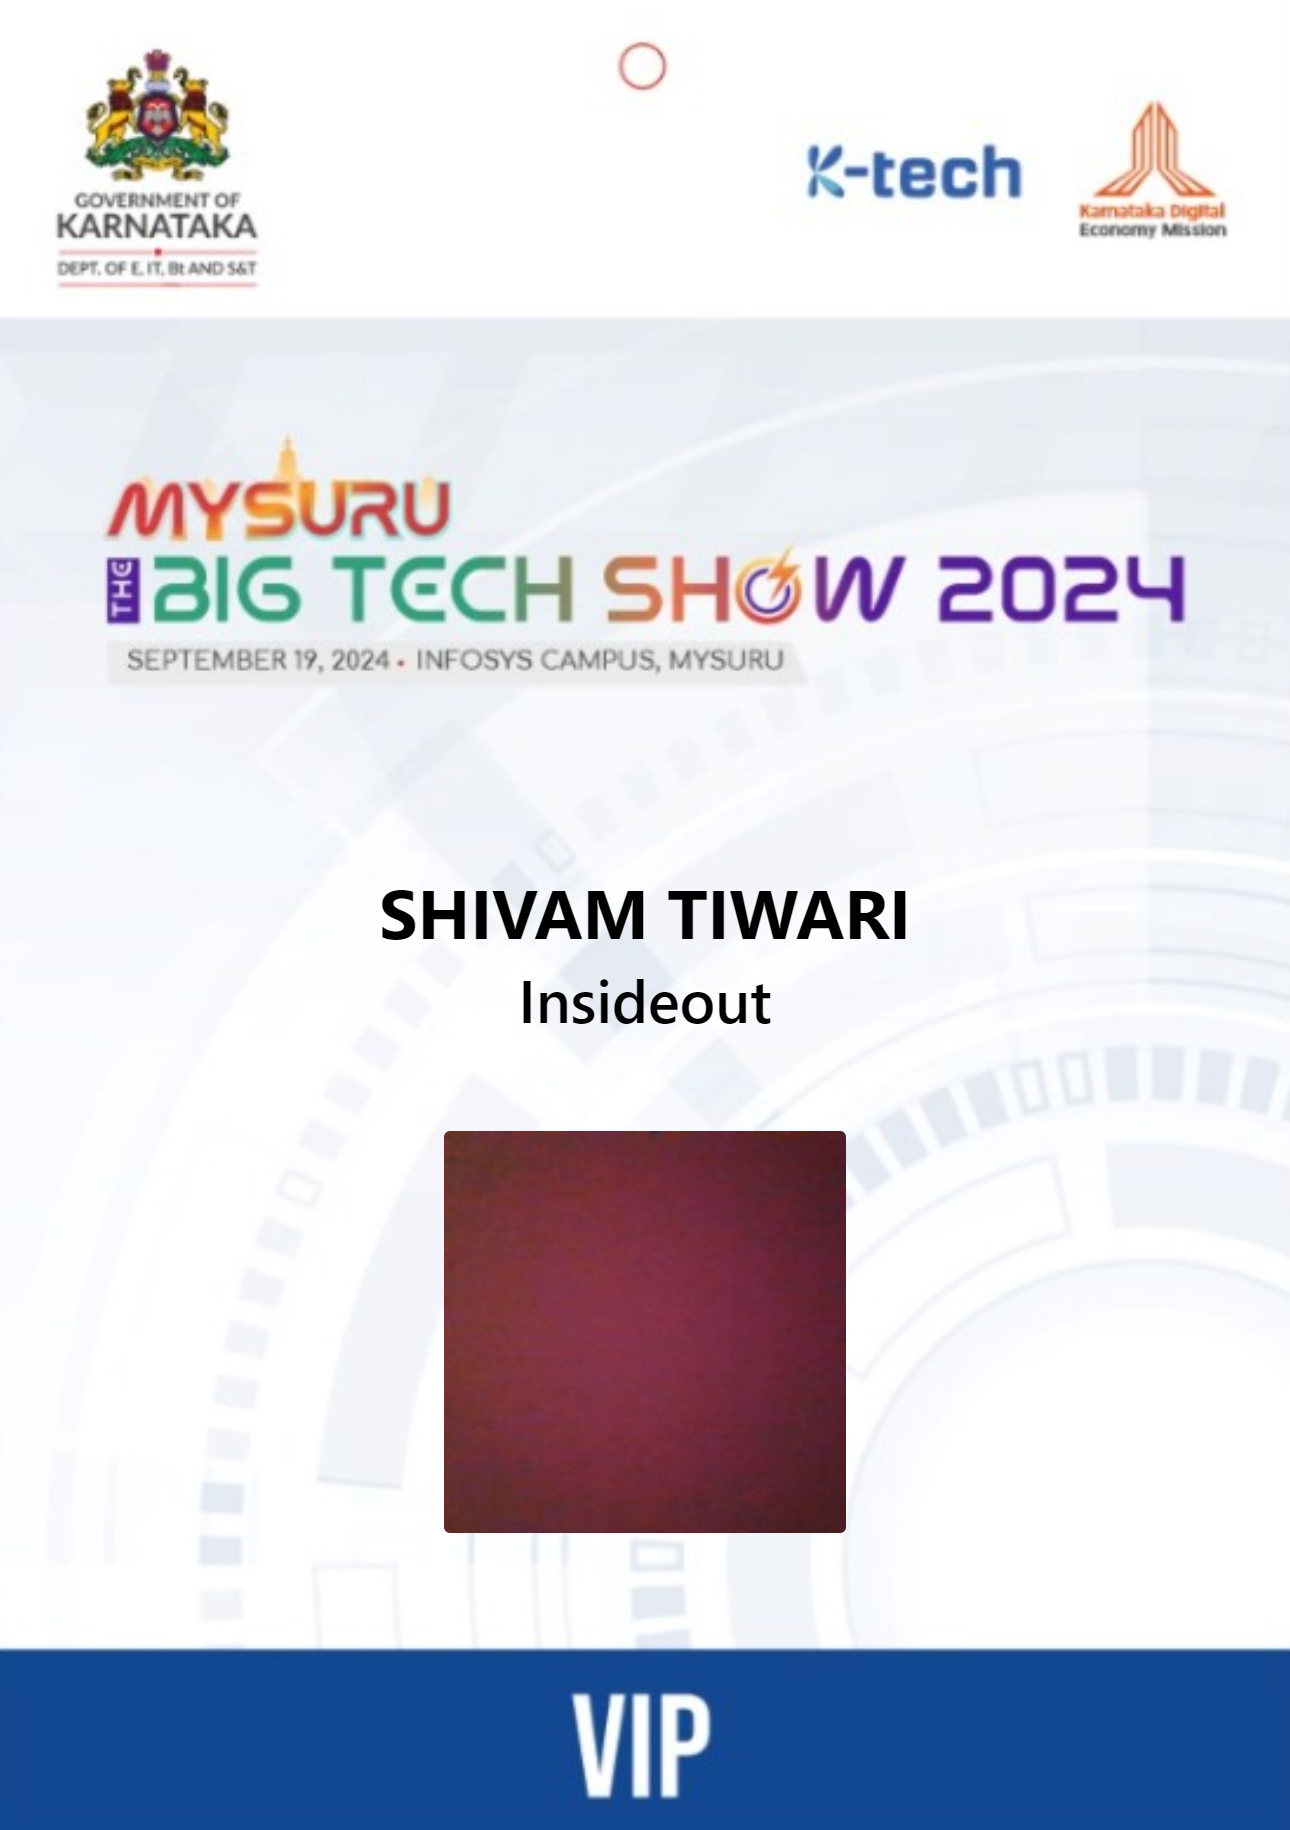 GOVERNMENT OF
KARNATAKA
DEPT. OF E, IT, Bt AND S&T
K-tech
Karnataka Digital
Economy Mission
MYSURU
THE BIG TECH SHOW 2024
SEPTEMBER 19, 2024 • INFOSYS CAMPUS, MYSURU
SHIVAM TIWARI
Insideout
VIP